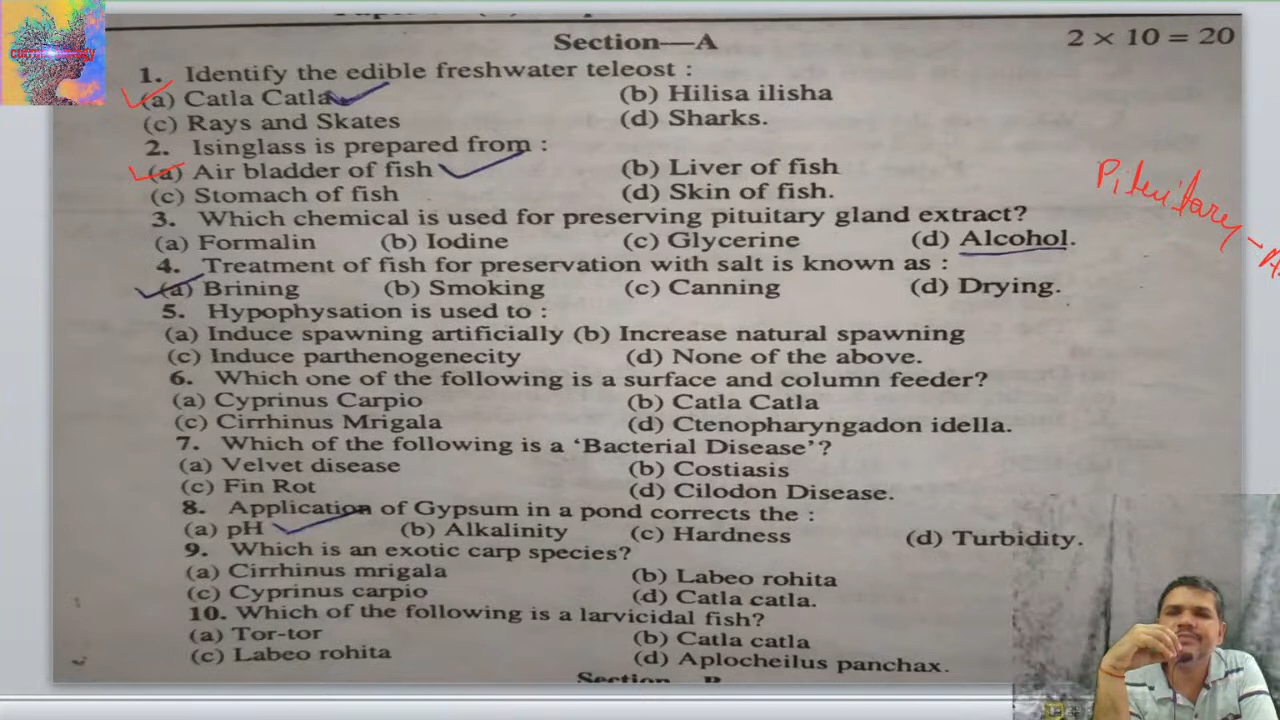 Section—A
2 × 10 = 20
1. Identify the edible freshwater teleost :
(a) Catla Catla (b) Hilisa ilisha
(c) Rays and Skates (d) Sharks.
2. Isinglass is prepared from :
(a) Air bladder of fish (b) Liver of fish
(c) Stomach of fish (d) Skin of fish.
3. Which chemical is used for preserving pituitary gland extract?
(a) Formalin (b) Iodine (c) Glycerine (d) Alcohol.
4. Treatment of fish for preservation with salt is known as :
(a) Brining (b) Smoking (c) Canning (d) Drying.
5. Hypophysation is used to :
(a) Induce spawning artificially (b) Increase natural spawning
(c) Induce parthenogenecity (d) None of the above.
6. Which one of the following is a surface and column feeder?
(a) Cyprinus Carpio (b) Catla Catla
(c) Cirrhinus Mrigala (d) Ctenopharyngadon idella.
7. Which of the following is a ‘Bacterial Disease’?
(a) Velvet disease (b) Costiasis
(c) Fin Rot (d) Cilodon Disease.
8. Application of Gypsum in a pond corrects the :
(a) pH (b) Alkalinity (c) Hardness (d) Turbidity.
9. Which is an exotic carp species?
(a) Cirrhinus mrigala (b) Labeo rohita
(c) Cyprinus carpio (d) Catla catla.
10. Which of the following is a larvicidal fish?
(a) Tor-tor (b) Catla catla
(c) Labeo rohita (d) Aplocheilus panchax.
Pituitary -